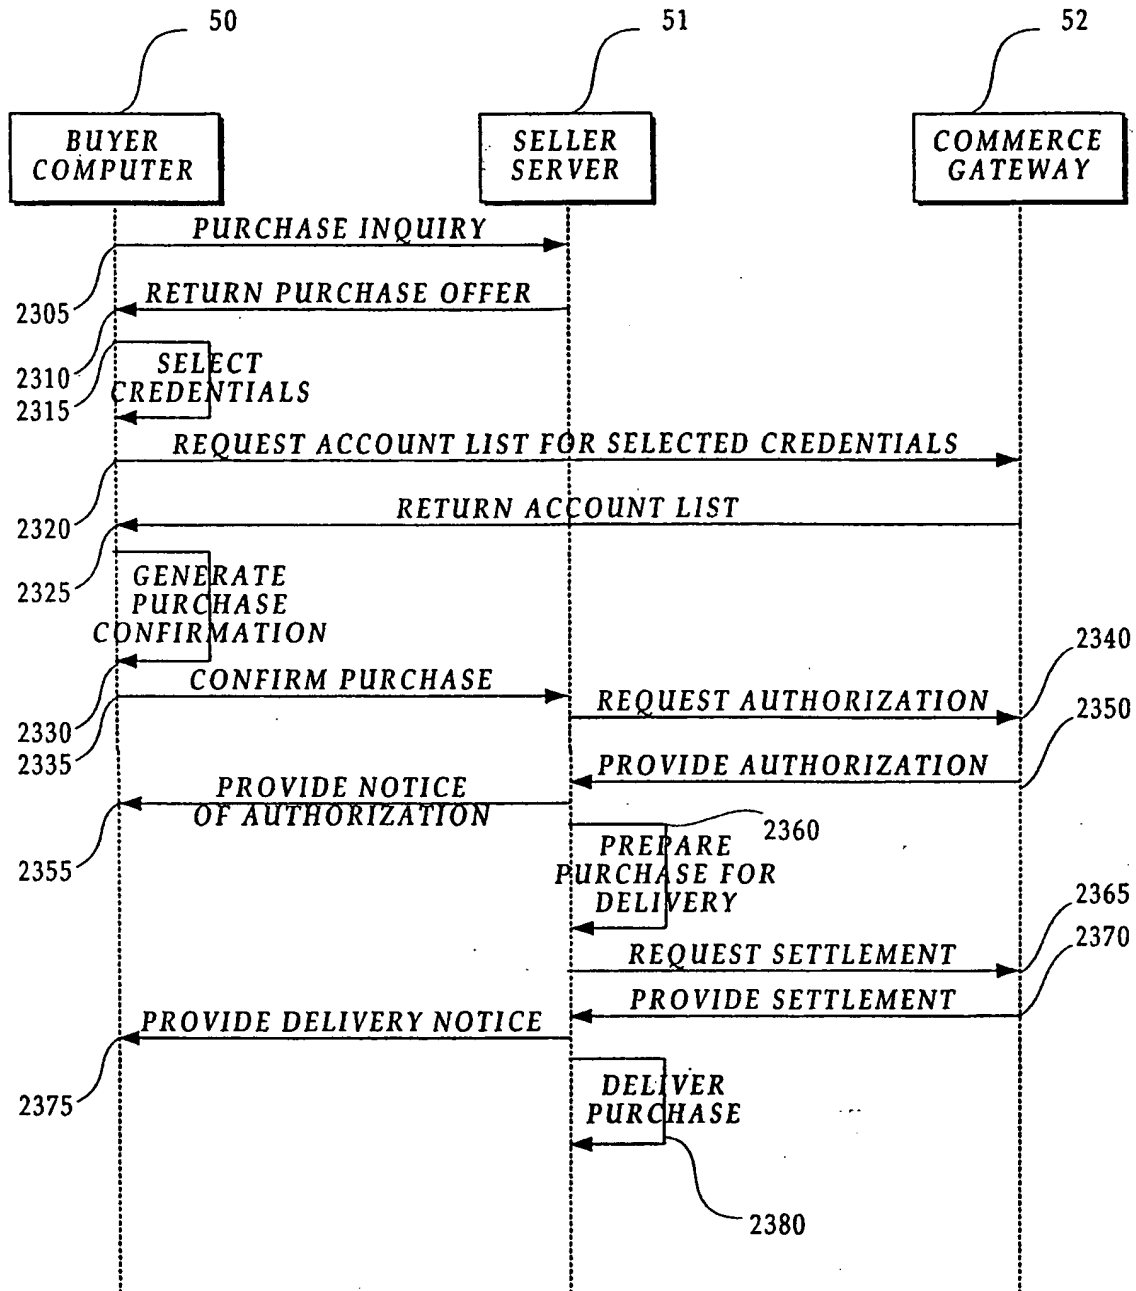 50
51
52
BUYER
COMPUTER
SELLER
SERVER
COMMERCE
GATEWAY
PURCHASE INQUIRY
2305
RETURN PURCHASE OFFER
2310
SELECT
CREDENTIALS
2315
REQUEST ACCOUNT LIST FOR SELECTED CREDENTIALS
2320
RETURN ACCOUNT LIST
2325
GENERATE
PURCHASE
CONFIRMATION
2330
CONFIRM PURCHASE
2335
REQUEST AUTHORIZATION
2340
PROVIDE AUTHORIZATION
2350
PROVIDE NOTICE
OF AUTHORIZATION
2355
2360
PREPARE
PURCHASE FOR
DELIVERY
REQUEST SETTLEMENT
2365
PROVIDE SETTLEMENT
2370
PROVIDE DELIVERY NOTICE
2375
DELIVER
PURCHASE
2380